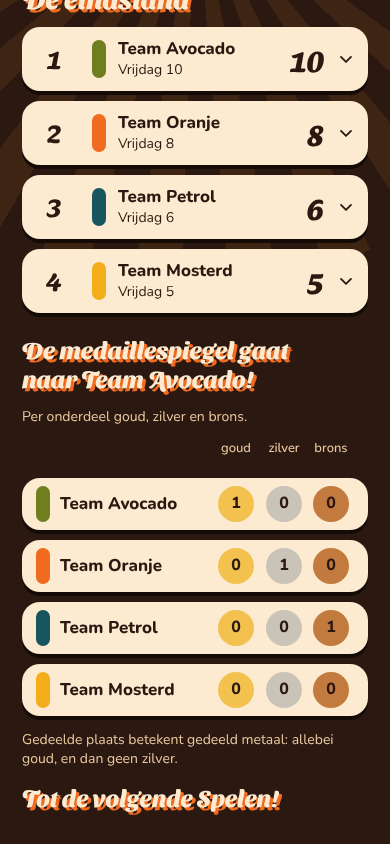 De eindstand
1 Team Avocado 10
Vrijdag 10
2 Team Oranje 8
Vrijdag 8
3 Team Petrol 6
Vrijdag 6
4 Team Mosterd 5
Vrijdag 5
De medaillespiegel gaat
naar Team Avocado!
Per onderdeel goud, zilver en brons.
goud zilver brons
Team Avocado 1 0 0
Team Oranje 0 1 0
Team Petrol 0 0 1
Team Mosterd 0 0 0
Gedeelde plaats betekent gedeeld metaal: allebei
goud, en dan geen zilver.
Tot de volgende Spelen!